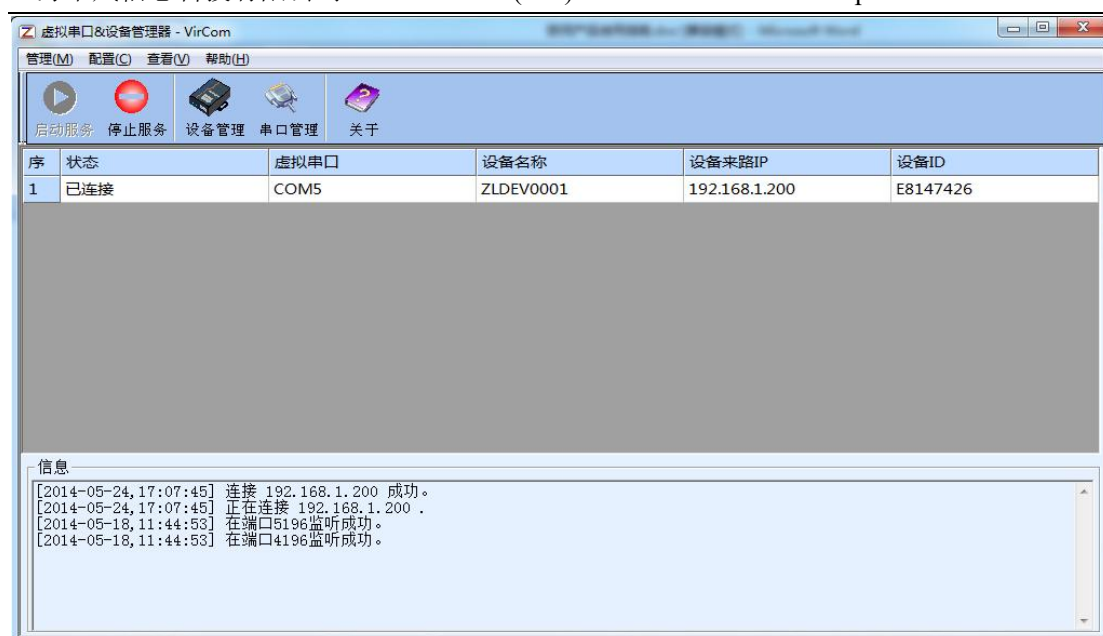 虚拟串口&设备管理器 - VirCom
管理(M) 配置(C) 查看(V) 帮助(H)
启动服务 停止服务 设备管理 串口管理 关于
序 状态 虚拟串口 设备名称 设备来路IP 设备ID
1 已连接 COM5 ZLDEV0001 192.168.1.200 E8147426
信息
[2014-05-24,17:07:45] 连接 192.168.1.200 成功。
[2014-05-24,17:07:45] 正在连接 192.168.1.200 .
[2014-05-18,11:44:53] 在端口5196监听成功。
[2014-05-18,11:44:53] 在端口4196监听成功。